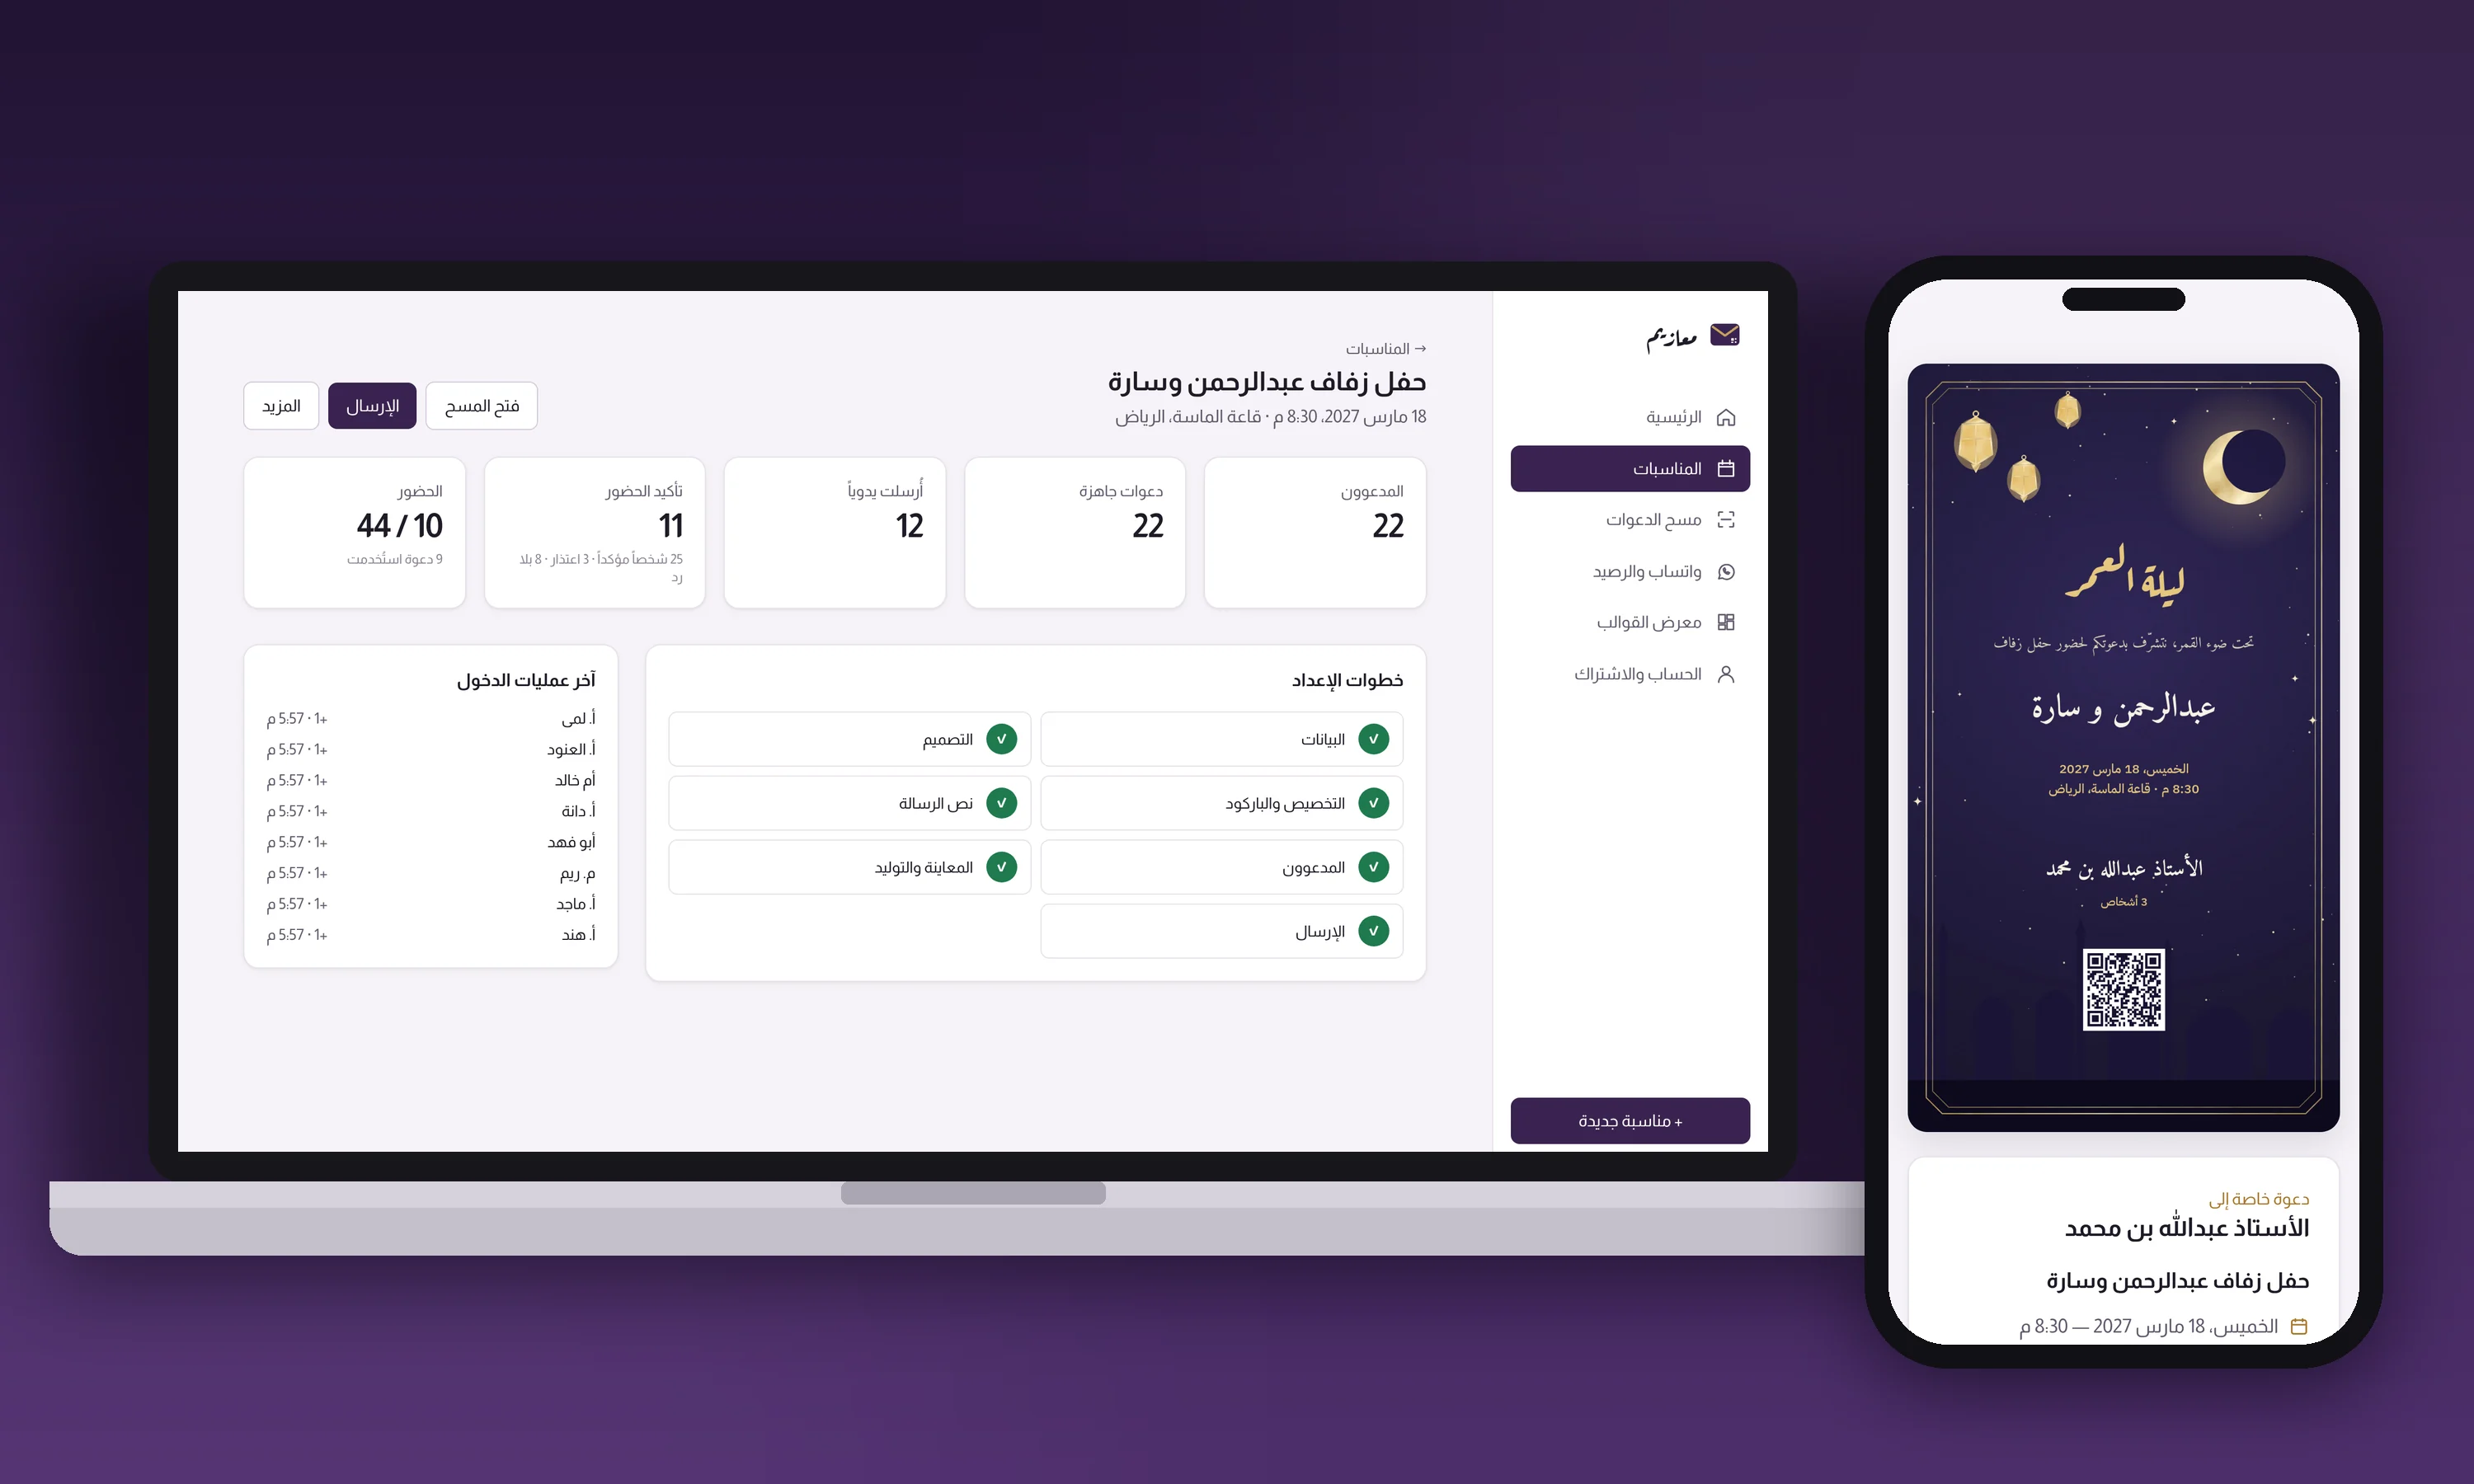 معازيم
الرئيسية
المناسبات
مسح الدعوات
واتساب والرصيد
معرض القوالب
الحساب والاشتراك
+ مناسبة جديدة
→ المناسبات
حفل زفاف عبدالرحمن وسارة
18 مارس 2027، 8:30 م · قاعة الماسة، الرياض
فتح المسح
الإرسال
المزيد
المدعوون
22
دعوات جاهزة
22
أُرسلت يدوياً
12
تأكيد الحضور
11
25 شخصاً مؤكداً · 3 اعتذار · 8 بلا
رد
الحضور
10 / 44
9 دعوة استُخدمت
خطوات الإعداد
البيانات
التصميم
التخصيص والباركود
نص الرسالة
المدعوون
المعاينة والتوليد
الإرسال
آخر عمليات الدخول
أ. لمى +1 · 5:57 م
أ. العنود +1 · 5:57 م
أم خالد +1 · 5:57 م
أ. دانة +1 · 5:57 م
أبو فهد +1 · 5:57 م
م. ريم +1 · 5:57 م
أ. ماجد +1 · 5:57 م
أ. هند +1 · 5:57 م
ليلة العمر
تحت ضوء القمر، نتشرّف بدعوتكم لحضور حفل زفاف
عبدالرحمن و سارة
الخميس، 18 مارس 2027
8:30 م · قاعة الماسة، الرياض
الأستاذ عبدالله بن محمد
3 أشخاص
دعوة خاصة إلى
الأستاذ عبدالله بن محمد
حفل زفاف عبدالرحمن وسارة
الخميس، 18 مارس 2027 — 8:30 م